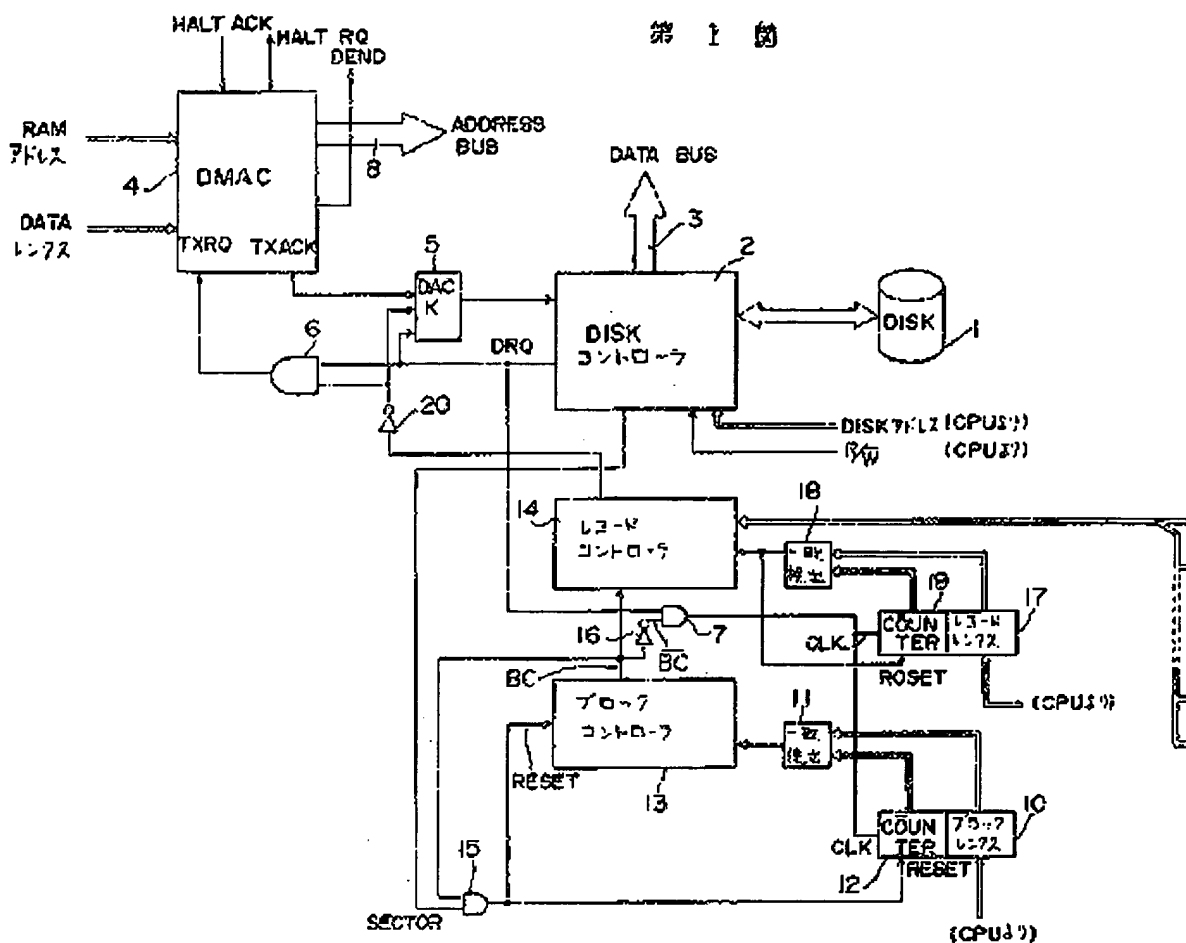 第 1 図
HALT ACK
HALT RQ
DEND
RAM
アドレス
4
DMAC
ADDRESS
BUS
8
DATA
レングス
TXRQ
TXACK
DATA BUS
3
5
DAC
K
2
DISK
コントローラ
DISK
1
6
DRQ
20
DISKアドレス (CPUより)
R/W (CPUより)
14
レコード
コントローラ
18
一致
検出
19
COUN
TER
レコード
レングス
17
16
7
CLK
BC
BC
ROSET
(CPUより)
ブロック
コントローラ
11
一致
検出
RESET
13
10
COUN
TER
ブロック
レングス
CLK
RESET
12
15
SECTOR
(CPUより)